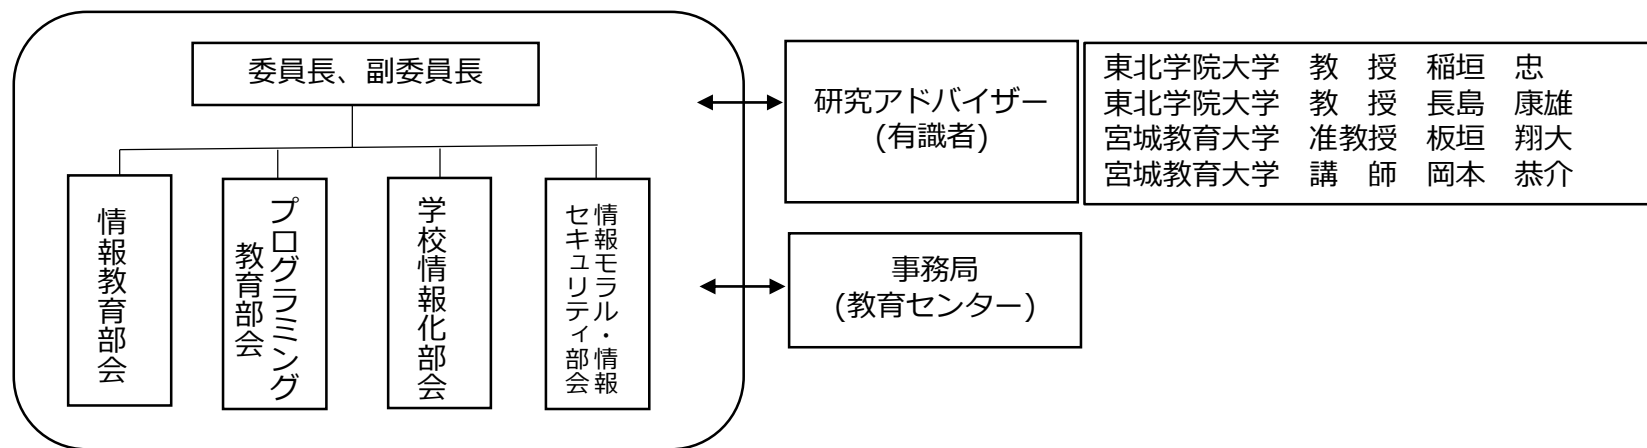 委員長、副委員長
情報教育部会
プログラミング
教育部会
学校情報化部会
情報モラル・情報
セキュリティ部会
研究アドバイザー
(有識者)
東北学院大学　教　授　稲垣　忠
東北学院大学　教　授　長島　康雄
宮城教育大学　准教授　板垣　翔大
宮城教育大学　講　師　岡本　恭介
事務局
(教育センター)